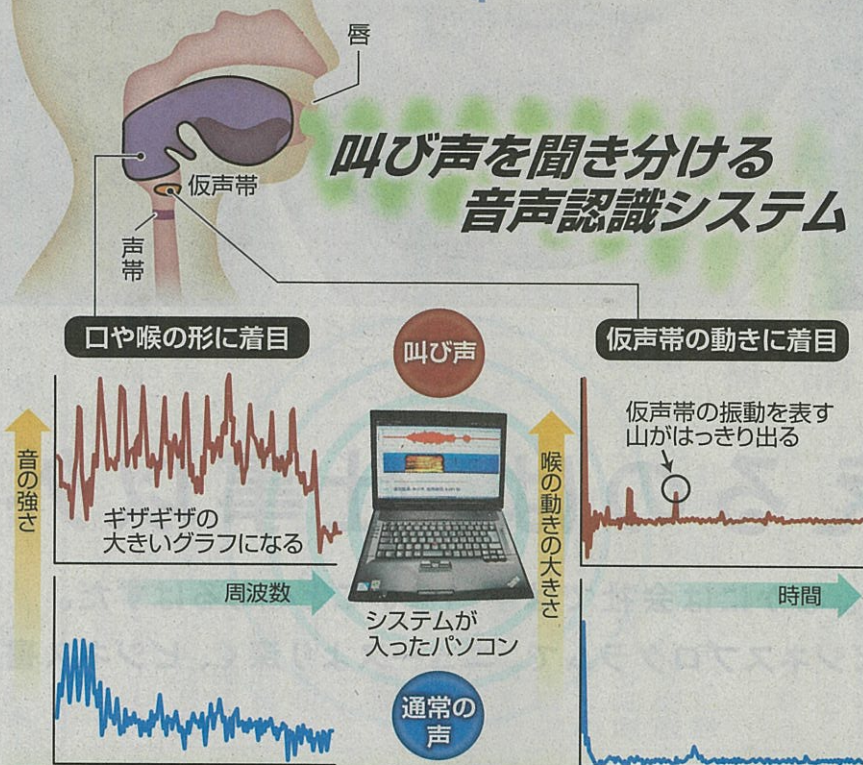 唇
叫び声を聞き分ける
音声認識システム
仮声帯
声帯
口や喉の形に着目
叫び声
仮声帯の動きに着目
音の強さ
ギザギザの
大きいグラフになる
喉の動きの大きさ
仮声帯の振動を表す
山がはっきり出る
周波数
時間
システムが
入ったパソコン
通常の
声